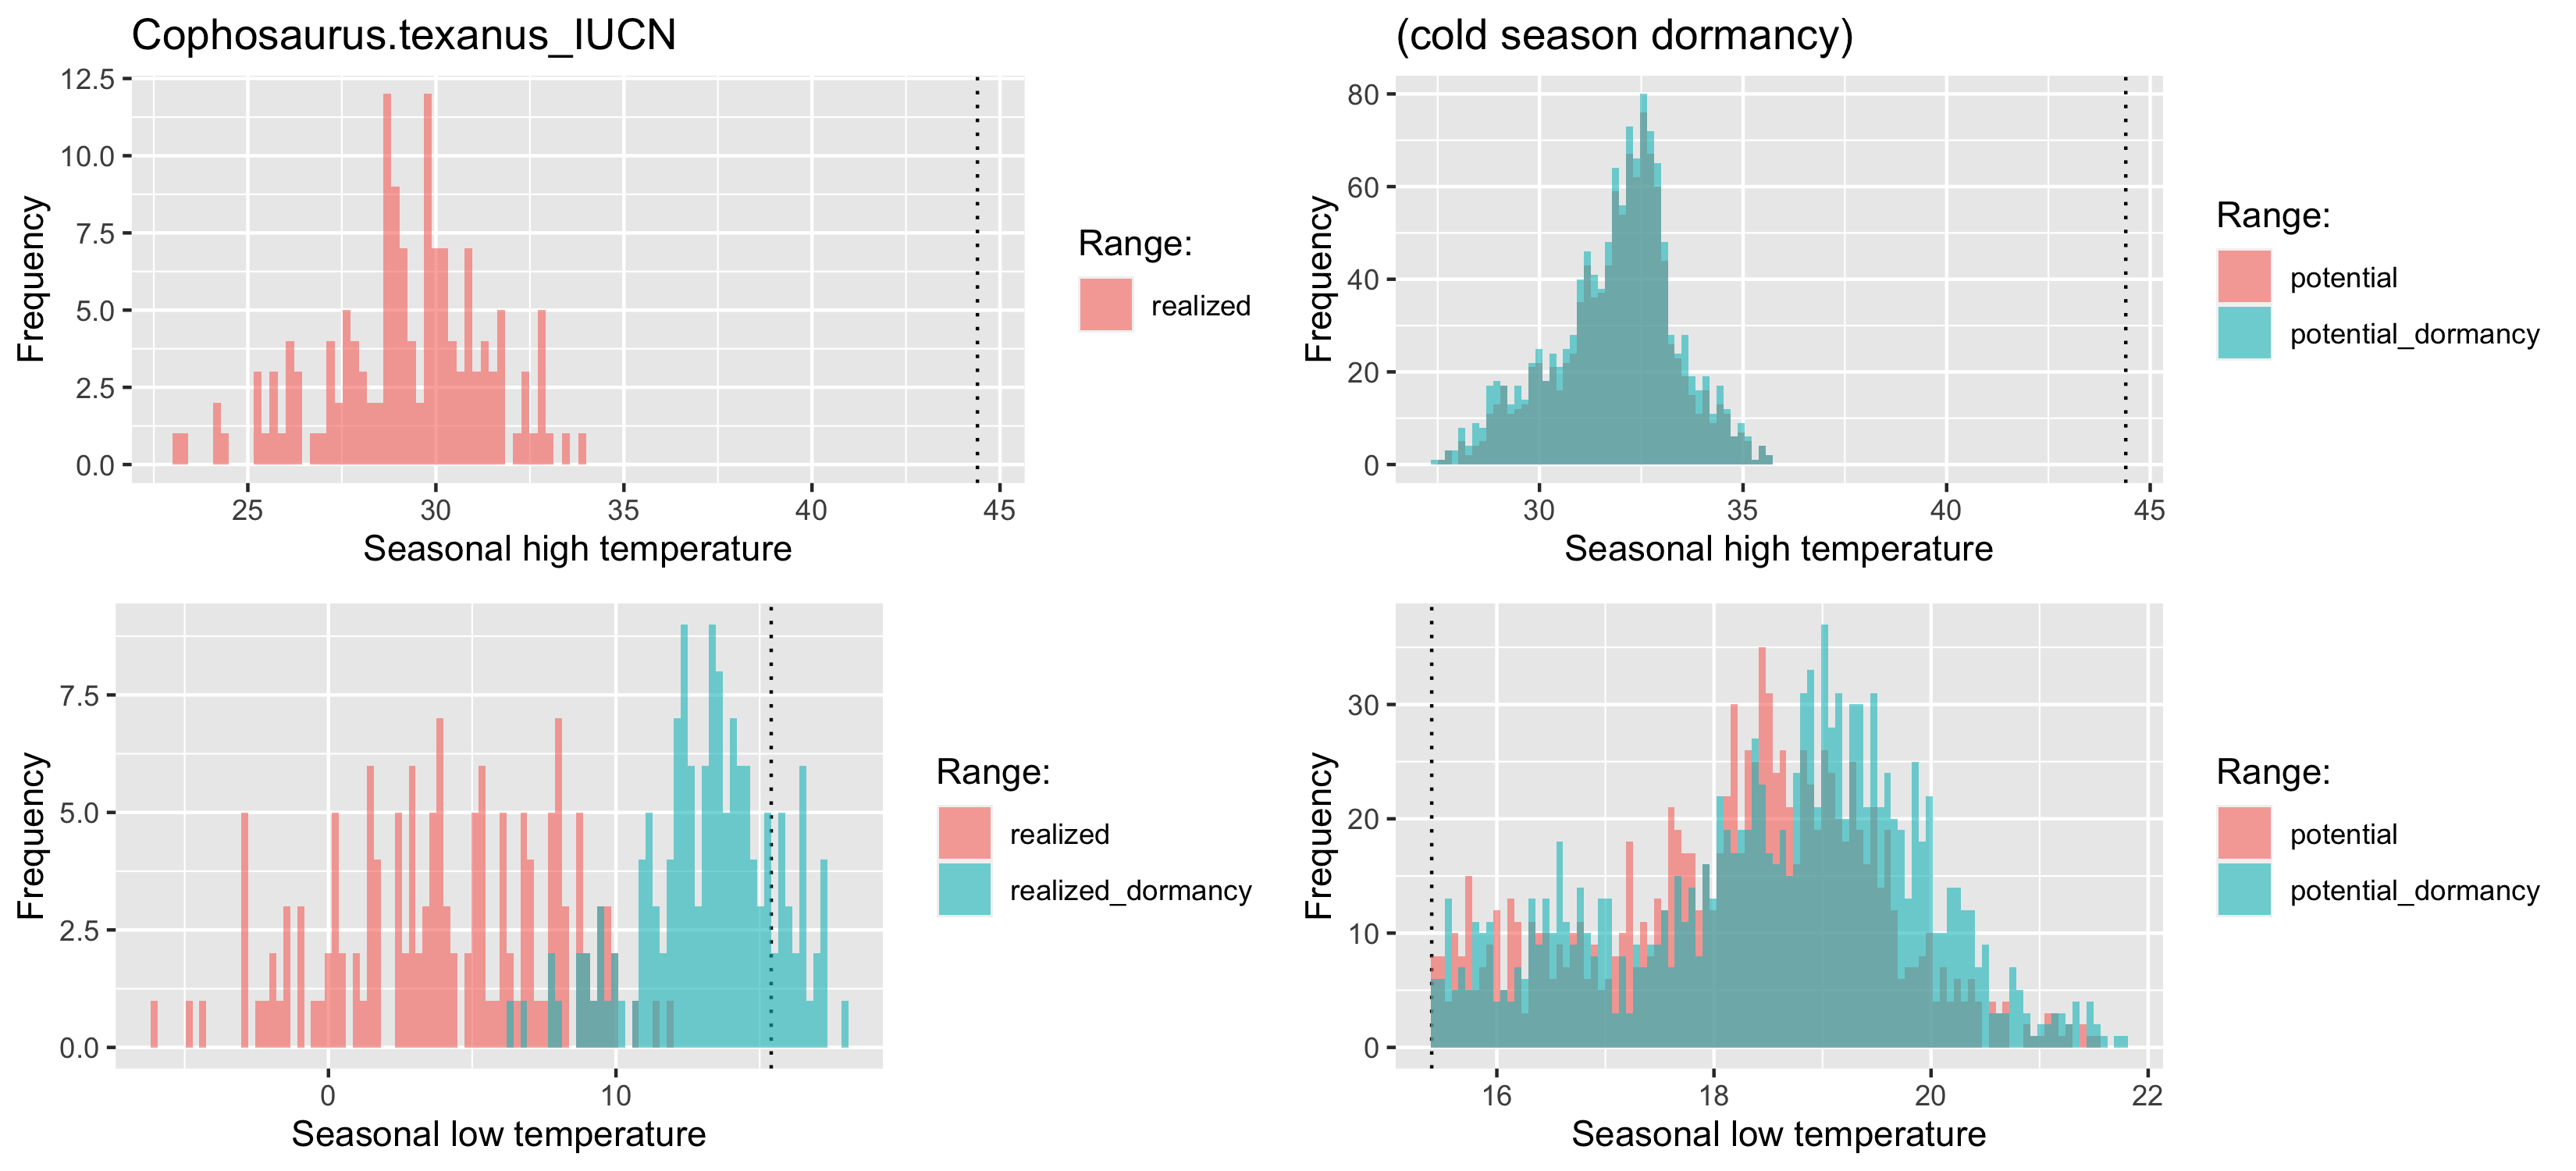 Cophosaurus.texanus_IUCN
12.5
10.0
7.5
5.0
2.5
0.0
Frequency
25 30 35 40 45
Seasonal high temperature
Range:
realized
(cold season dormancy)
80
60
40
20
0
Frequency
30 35 40 45
Seasonal high temperature
Range:
potential
potential_dormancy
7.5
5.0
2.5
0.0
Frequency
0 10
Seasonal low temperature
Range:
realized
realized_dormancy
30
20
10
0
Frequency
16 18 20 22
Seasonal low temperature
Range:
potential
potential_dormancy